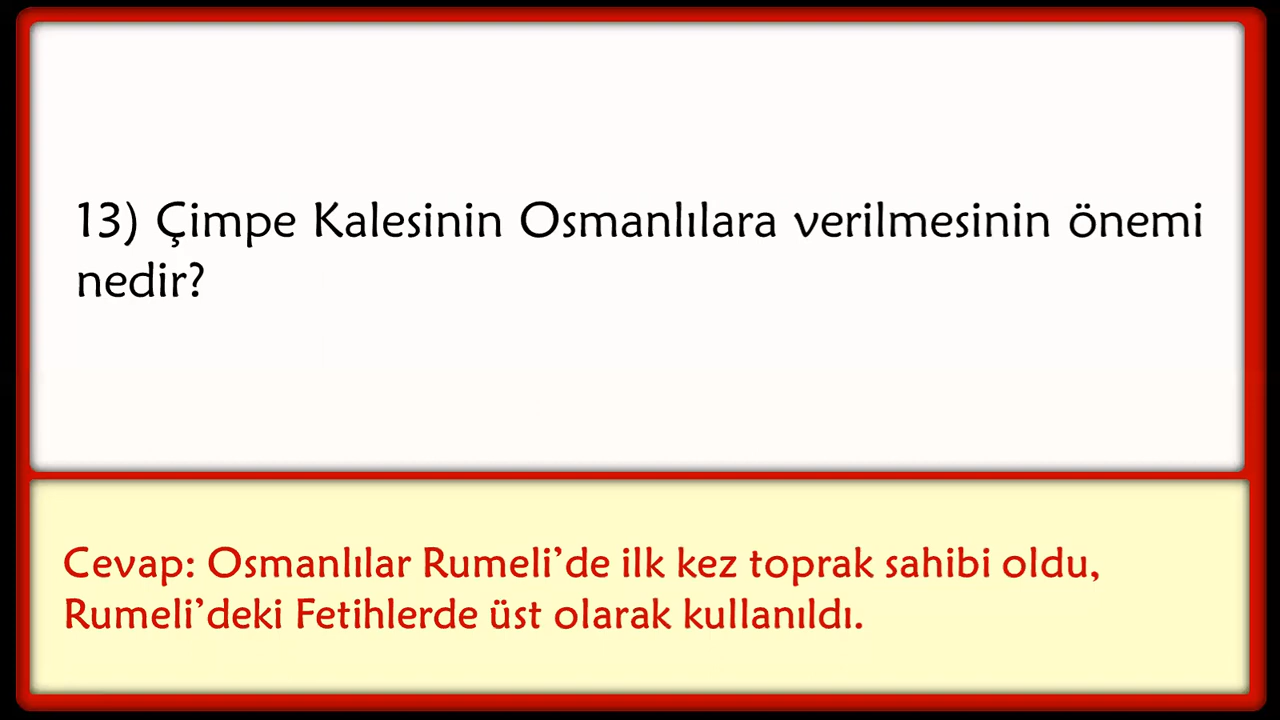 13) Çimpe Kalesinin Osmanlılara verilmesinin önemi
nedir?
Cevap: Osmanlılar Rumeli’de ilk kez toprak sahibi oldu,
Rumeli’deki Fetihlerde üst olarak kullanıldı.